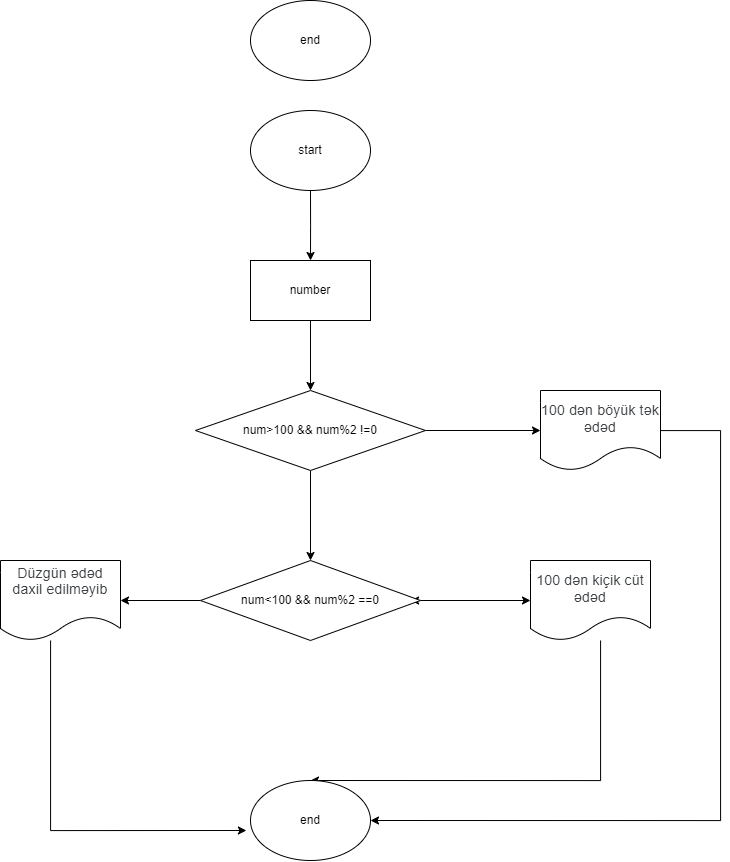 end
start
number
num>100 && num%2 !=0
100 dən böyük tək
ədəd
Düzgün ədəd
daxil edilməyib
num<100 && num%2 ==0
100 dən kiçik cüt
ədəd
end